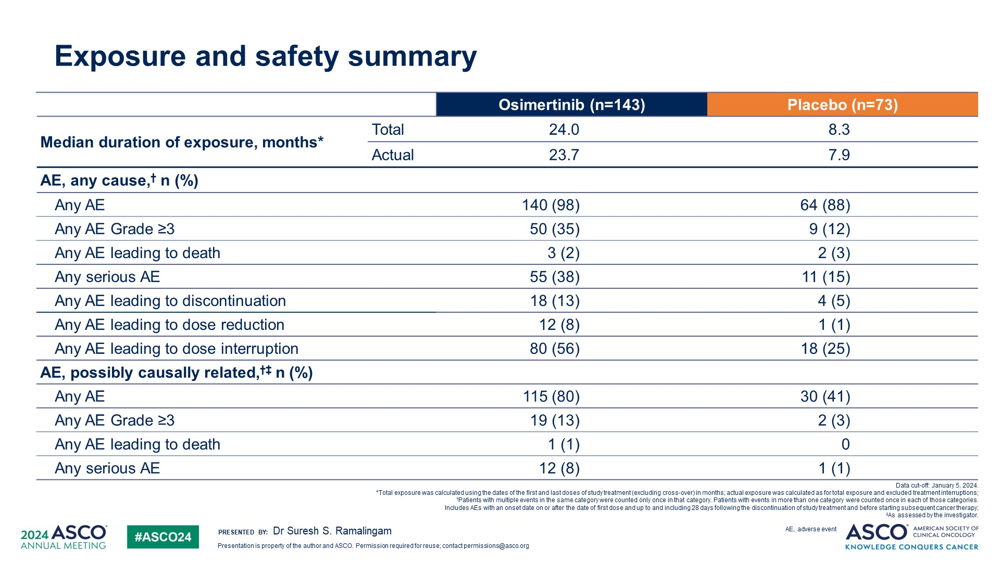 Exposure and safety summary
Osimertinib (n=143) Placebo (n=73)
Median duration of exposure, months*
Total 24.0 8.3
Actual 23.7 7.9
AE, any cause,† n (%)
Any AE 140 (98) 64 (88)
Any AE Grade ≥3 50 (35) 9 (12)
Any AE leading to death 3 (2) 2 (3)
Any serious AE 55 (38) 11 (15)
Any AE leading to discontinuation 18 (13) 4 (5)
Any AE leading to dose reduction 12 (8) 1 (1)
Any AE leading to dose interruption 80 (56) 18 (25)
AE, possibly causally related,†‡ n (%)
Any AE 115 (80) 30 (41)
Any AE Grade ≥3 19 (13) 2 (3)
Any AE leading to death 1 (1) 0
Any serious AE 12 (8) 1 (1)
Data cut-off: January 5, 2024.
*Total exposure was calculated using the dates of the first and last doses of study treatment (excluding cross-over) in months; actual exposure was calculated as for total exposure and excluded treatment interruptions;
†Patients with multiple events in the same category were counted only once in that category. Patients with events in more than one category were counted once in each of those categories.
Includes AEs with an onset date on or after the date of first dose and up to and including 28 days following the discontinuation of study treatment and before starting subsequent cancer therapy;
‡As assessed by the investigator.
2024 ASCO
ANNUAL MEETING
#ASCO24
PRESENTED BY: Dr Suresh S. Ramalingam
Presentation is property of the author and ASCO. Permission required for reuse; contact permissions@asco.org
AE, adverse event
ASCO AMERICAN SOCIETY OF
CLINICAL ONCOLOGY
KNOWLEDGE CONQUERS CANCER